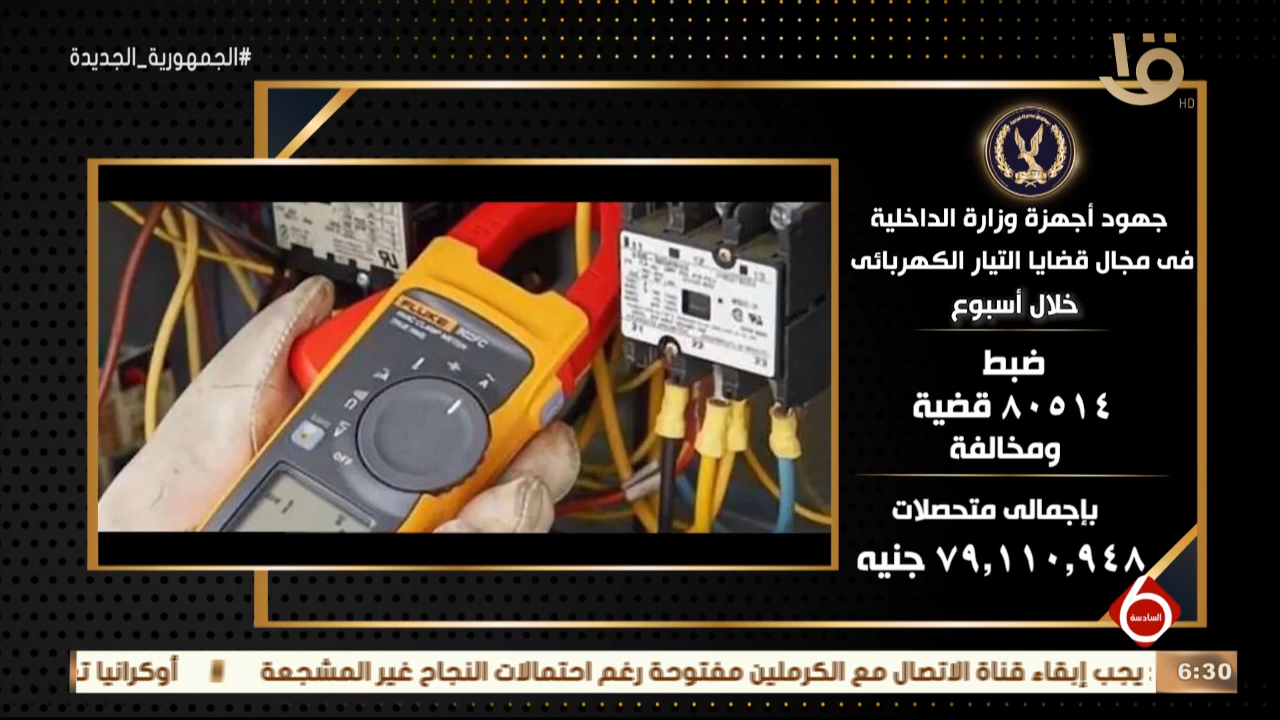 #الجمهورية_الجديدة
HD
جهود أجهزة وزارة الداخلية
فى مجال قضايا التيار الكهربائى
خلال أسبوع
ضبط
٨٠٥١٤ قضية
ومخالفة
بإجمالى متحصلات
٧٩,١١٠,٩٤٨ جنيه
FLUKE
OFF
6
السادسة
6:30
: يجب إبقاء قناة الاتصال مع الكرملين مفتوحة رغم احتمالات النجاح غير المشجعة
أوكرانيا